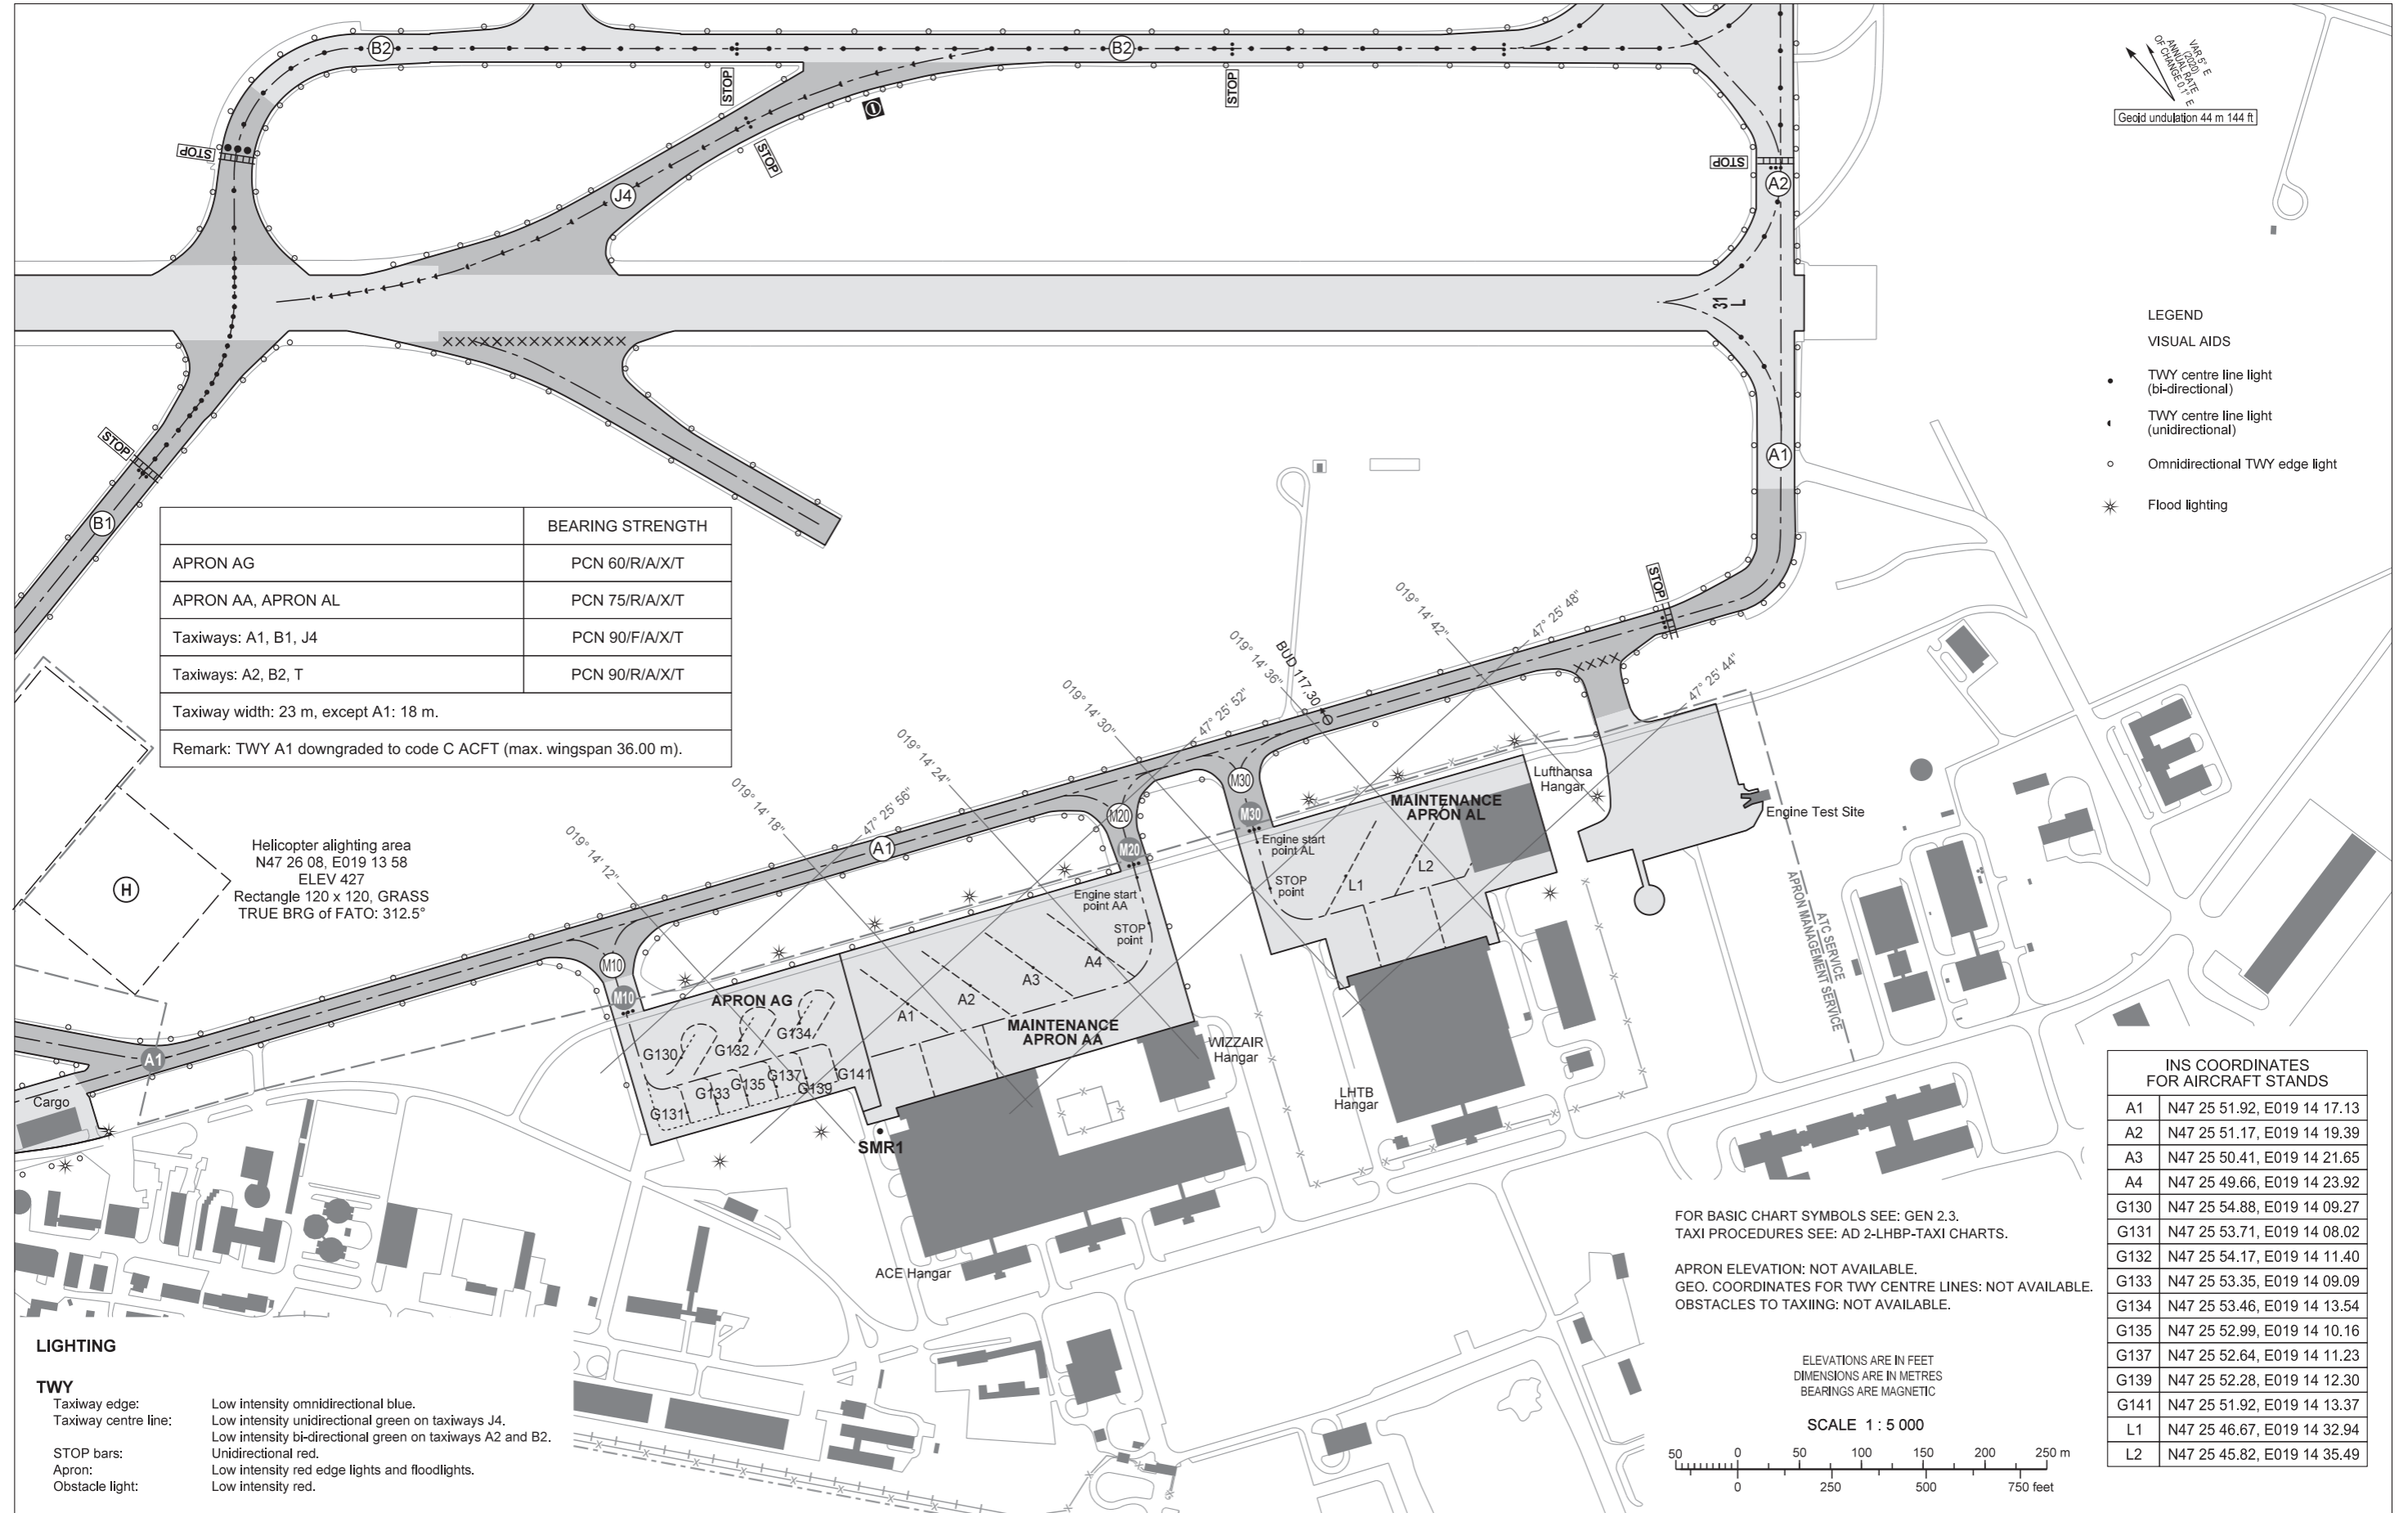 B2
B2
STOP
STOP
STOP
STOP
STOP
J4
A2
VAR 5° E
(2020)
ANNUAL RATE
OF CHANGE 0.1° E
Geoid undulation 44 m 144 ft
31
L
LEGEND
VISUAL AIDS
TWY centre line light
(bi-directional)
TWY centre line light
(unidirectional)
Omnidirectional TWY edge light
Flood lighting
STOP
B1
A1
STOP
BEARING STRENGTH
APRON AG PCN 60/R/A/X/T
APRON AA, APRON AL PCN 75/R/A/X/T
Taxiways: A1, B1, J4 PCN 90/F/A/X/T
Taxiways: A2, B2, T PCN 90/R/A/X/T
Taxiway width: 23 m, except A1: 18 m.
Remark: TWY A1 downgraded to code C ACFT (max. wingspan 36.00 m).
019° 14' 12"
019° 14' 18"
019° 14' 24"
019° 14' 30"
019° 14' 36"
019° 14' 42"
47° 25' 56"
47° 25' 52"
47° 25' 48"
47° 25' 44"
BUD 117,30
Helicopter alighting area
N47 26 08, E019 13 58
ELEV 427
Rectangle 120 x 120, GRASS
TRUE BRG of FATO: 312.5°
H
A1
M30
M30
M20
M20
M10
M10
A1
Cargo
Lufthansa
Hangar
MAINTENANCE
APRON AL
Engine Test Site
Engine start
point AL
STOP
point
L1
L2
Engine start
point AA
STOP
point
A4
A3
A2
A1
MAINTENANCE
APRON AA
APRON AG
G130
G132
G134
G131
G133
G135
G137
G139
G141
SMR1
WIZZAIR
Hangar
LHTB
Hangar
ACE Hangar
ATC SERVICE
APRON MANAGEMENT SERVICE
INS COORDINATES
FOR AIRCRAFT STANDS
A1 N47 25 51.92, E019 14 17.13
A2 N47 25 51.17, E019 14 19.39
A3 N47 25 50.41, E019 14 21.65
A4 N47 25 49.66, E019 14 23.92
G130 N47 25 54.88, E019 14 09.27
G131 N47 25 53.71, E019 14 08.02
G132 N47 25 54.17, E019 14 11.40
G133 N47 25 53.35, E019 14 09.09
G134 N47 25 53.46, E019 14 13.54
G135 N47 25 52.99, E019 14 10.16
G137 N47 25 52.64, E019 14 11.23
G139 N47 25 52.28, E019 14 12.30
G141 N47 25 51.92, E019 14 13.37
L1 N47 25 46.67, E019 14 32.94
L2 N47 25 45.82, E019 14 35.49
FOR BASIC CHART SYMBOLS SEE: GEN 2.3.
TAXI PROCEDURES SEE: AD 2-LHBP-TAXI CHARTS.
APRON ELEVATION: NOT AVAILABLE.
GEO. COORDINATES FOR TWY CENTRE LINES: NOT AVAILABLE.
OBSTACLES TO TAXIING: NOT AVAILABLE.
ELEVATIONS ARE IN FEET
DIMENSIONS ARE IN METRES
BEARINGS ARE MAGNETIC
SCALE 1 : 5 000
50 0 50 100 150 200 250 m
0 250 500 750 feet
LIGHTING
TWY
Taxiway edge: Low intensity omnidirectional blue.
Taxiway centre line: Low intensity unidirectional green on taxiways J4.
Low intensity bi-directional green on taxiways A2 and B2.
STOP bars: Unidirectional red.
Apron: Low intensity red edge lights and floodlights.
Obstacle light: Low intensity red.